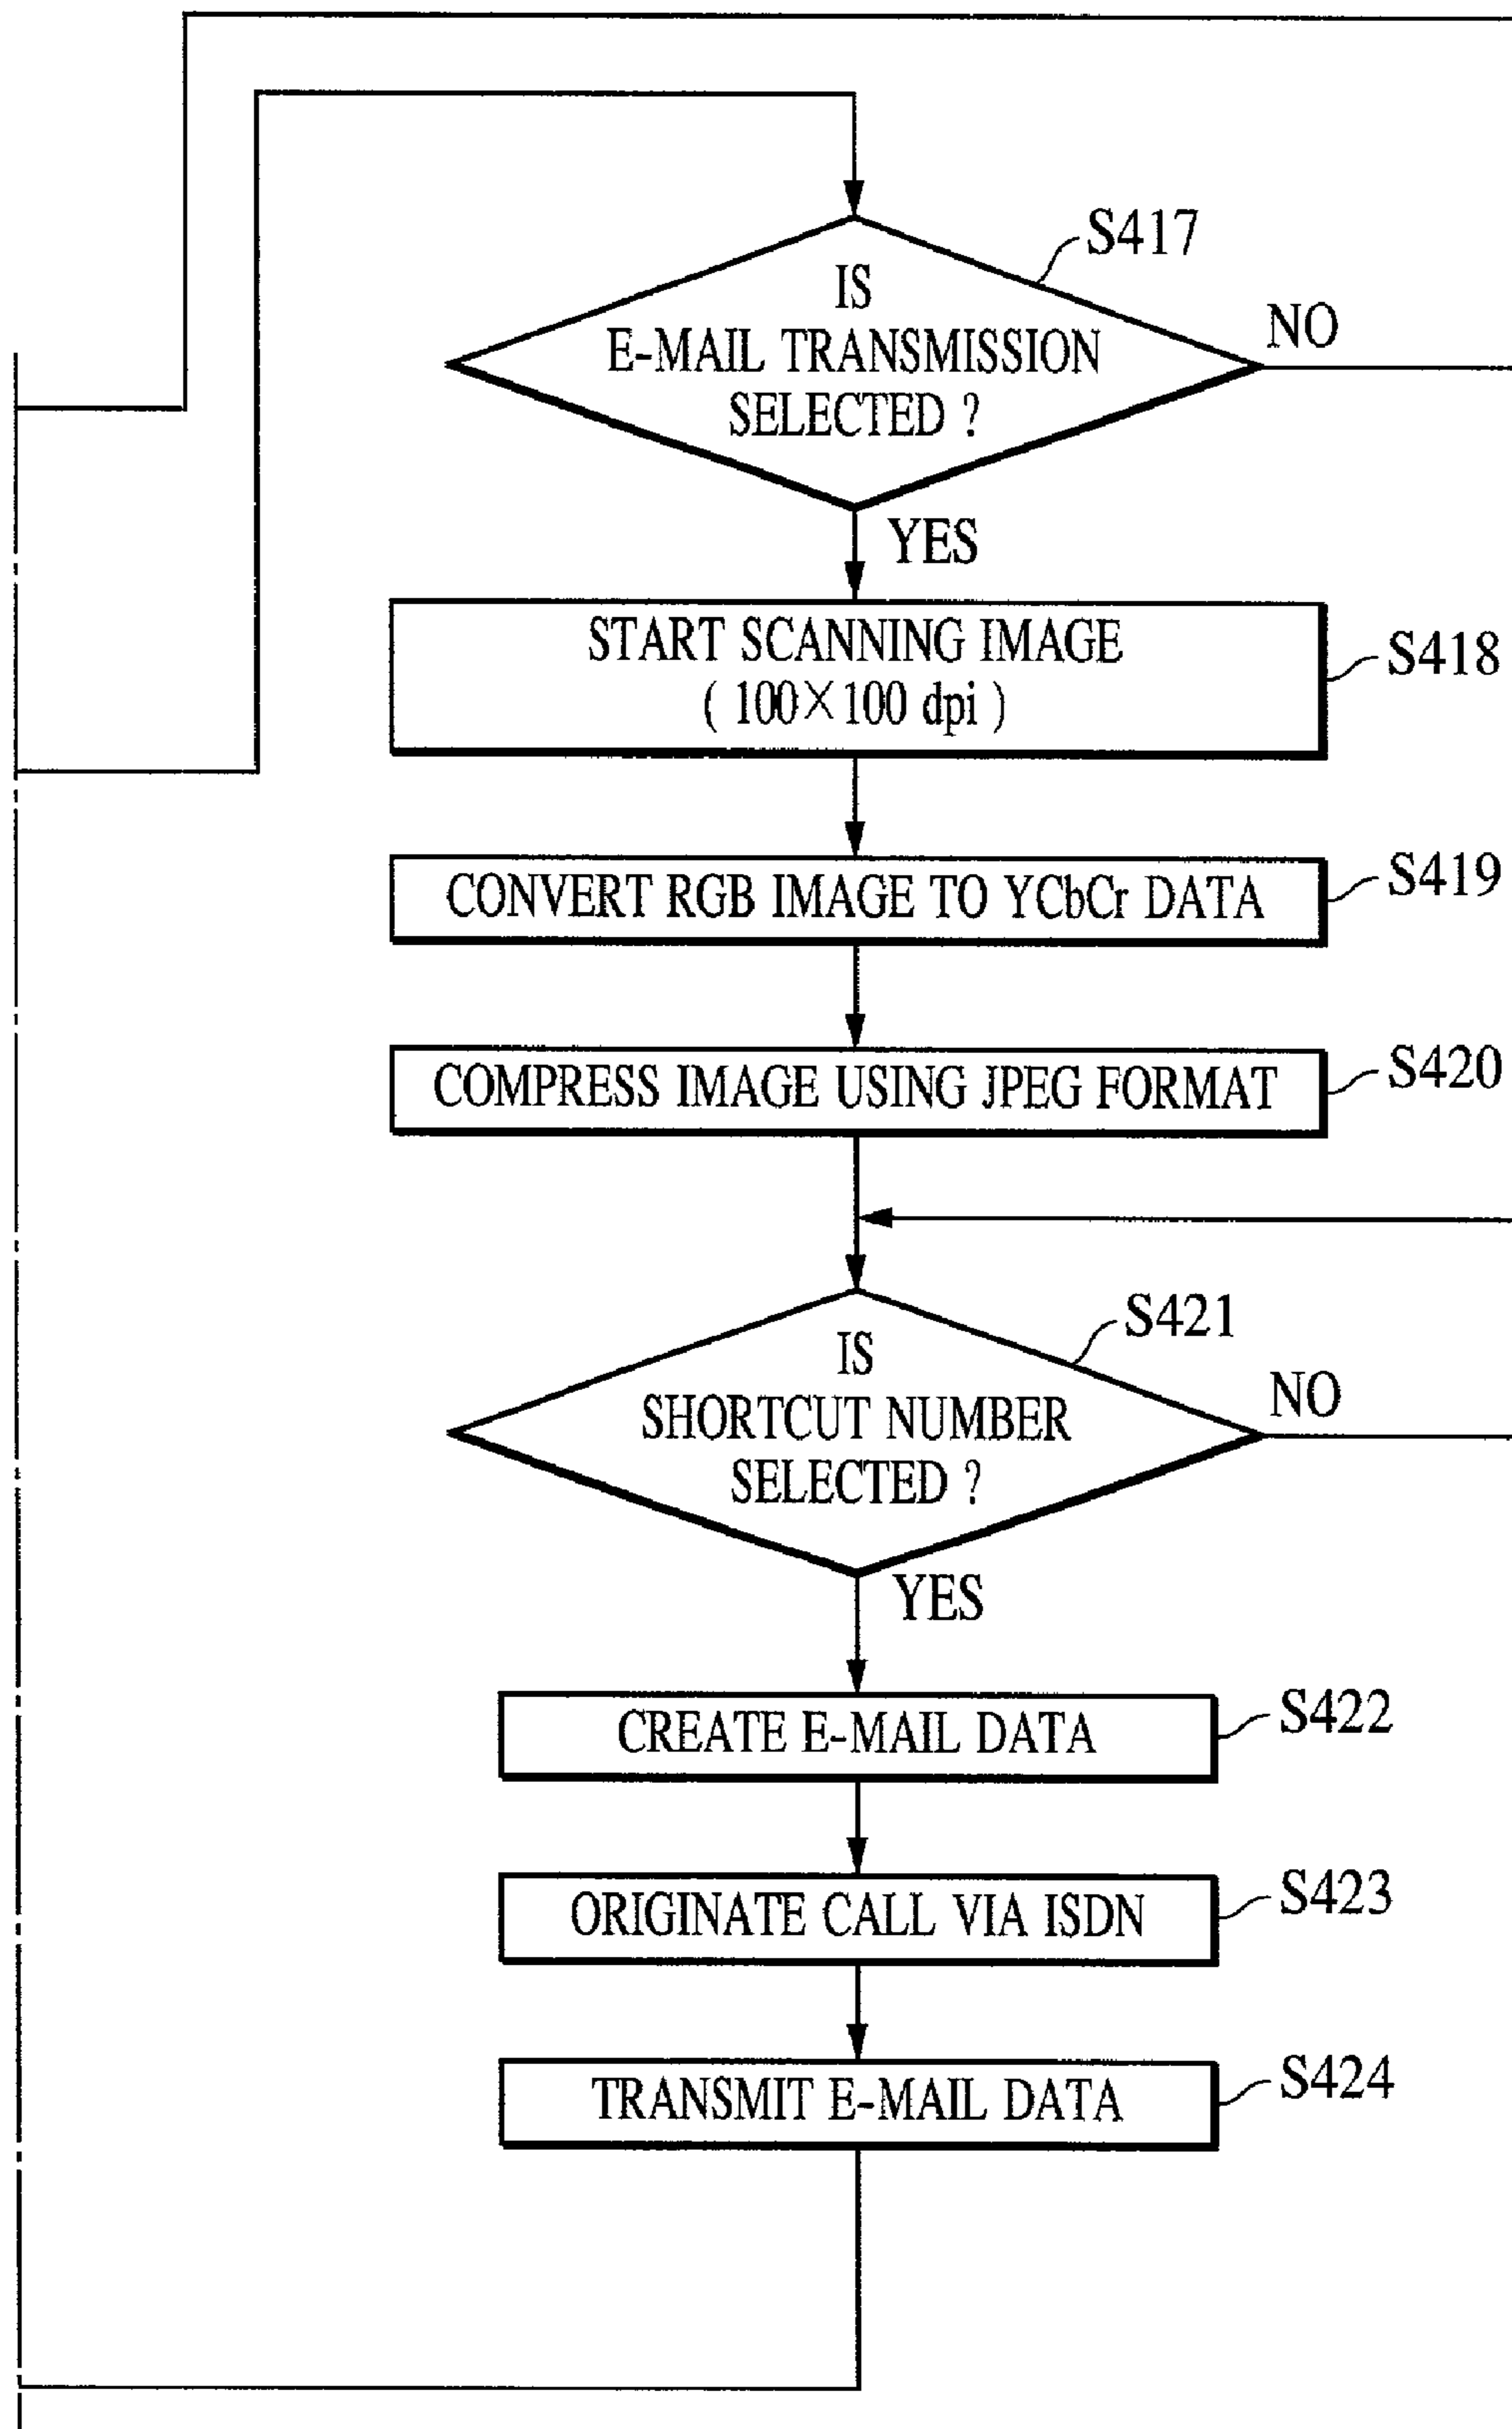 S417
IS
E-MAIL TRANSMISSION
SELECTED ?
NO
YES
START SCANNING IMAGE
( 100×100 dpi )
S418
CONVERT RGB IMAGE TO YCbCr DATA
S419
COMPRESS IMAGE USING JPEG FORMAT
S420
S421
IS
SHORTCUT NUMBER
SELECTED ?
NO
YES
CREATE E-MAIL DATA
S422
ORIGINATE CALL VIA ISDN
S423
TRANSMIT E-MAIL DATA
S424